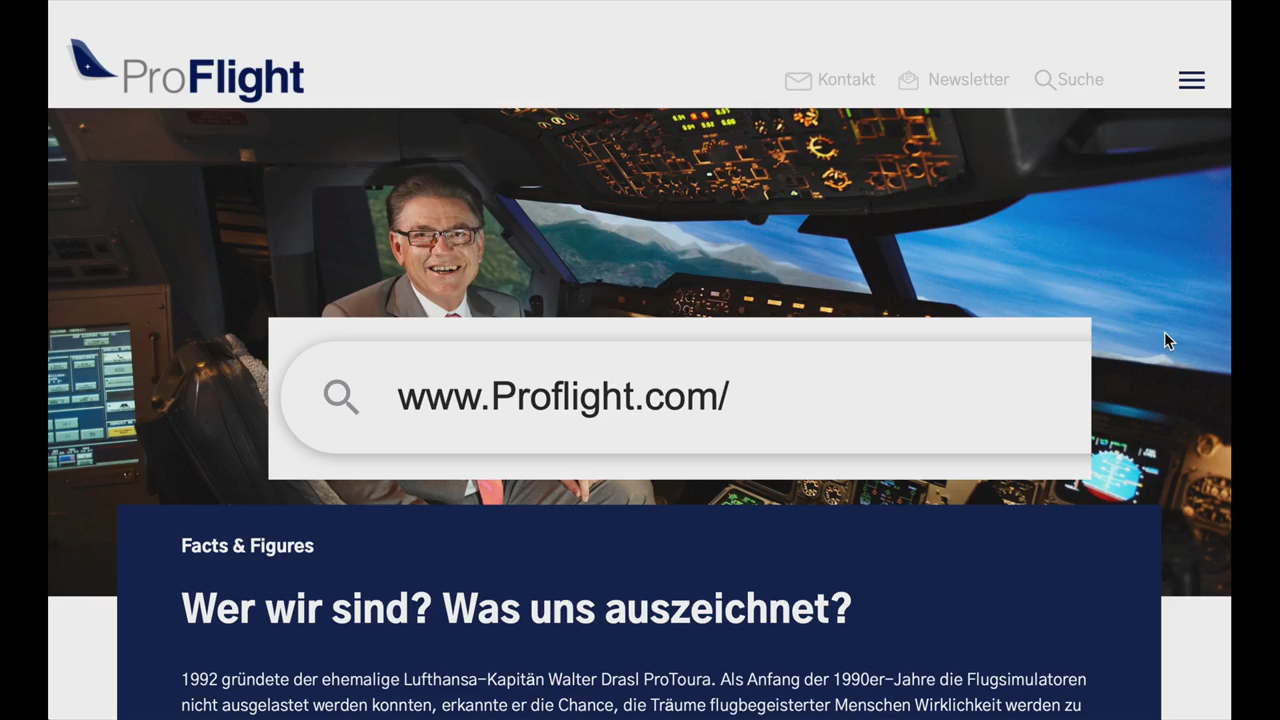 ProFlight
Kontakt
Newsletter
Suche
www.Proflight.com/
Facts & Figures
Wer wir sind? Was uns auszeichnet?
1992 gründete der ehemalige Lufthansa-Kapitän Walter Drasl ProToura. Als Anfang der 1990er-Jahre die Flugsimulatoren
nicht ausgelastet werden konnten, erkannte er die Chance, die Träume flugbegeisterter Menschen Wirklichkeit werden zu